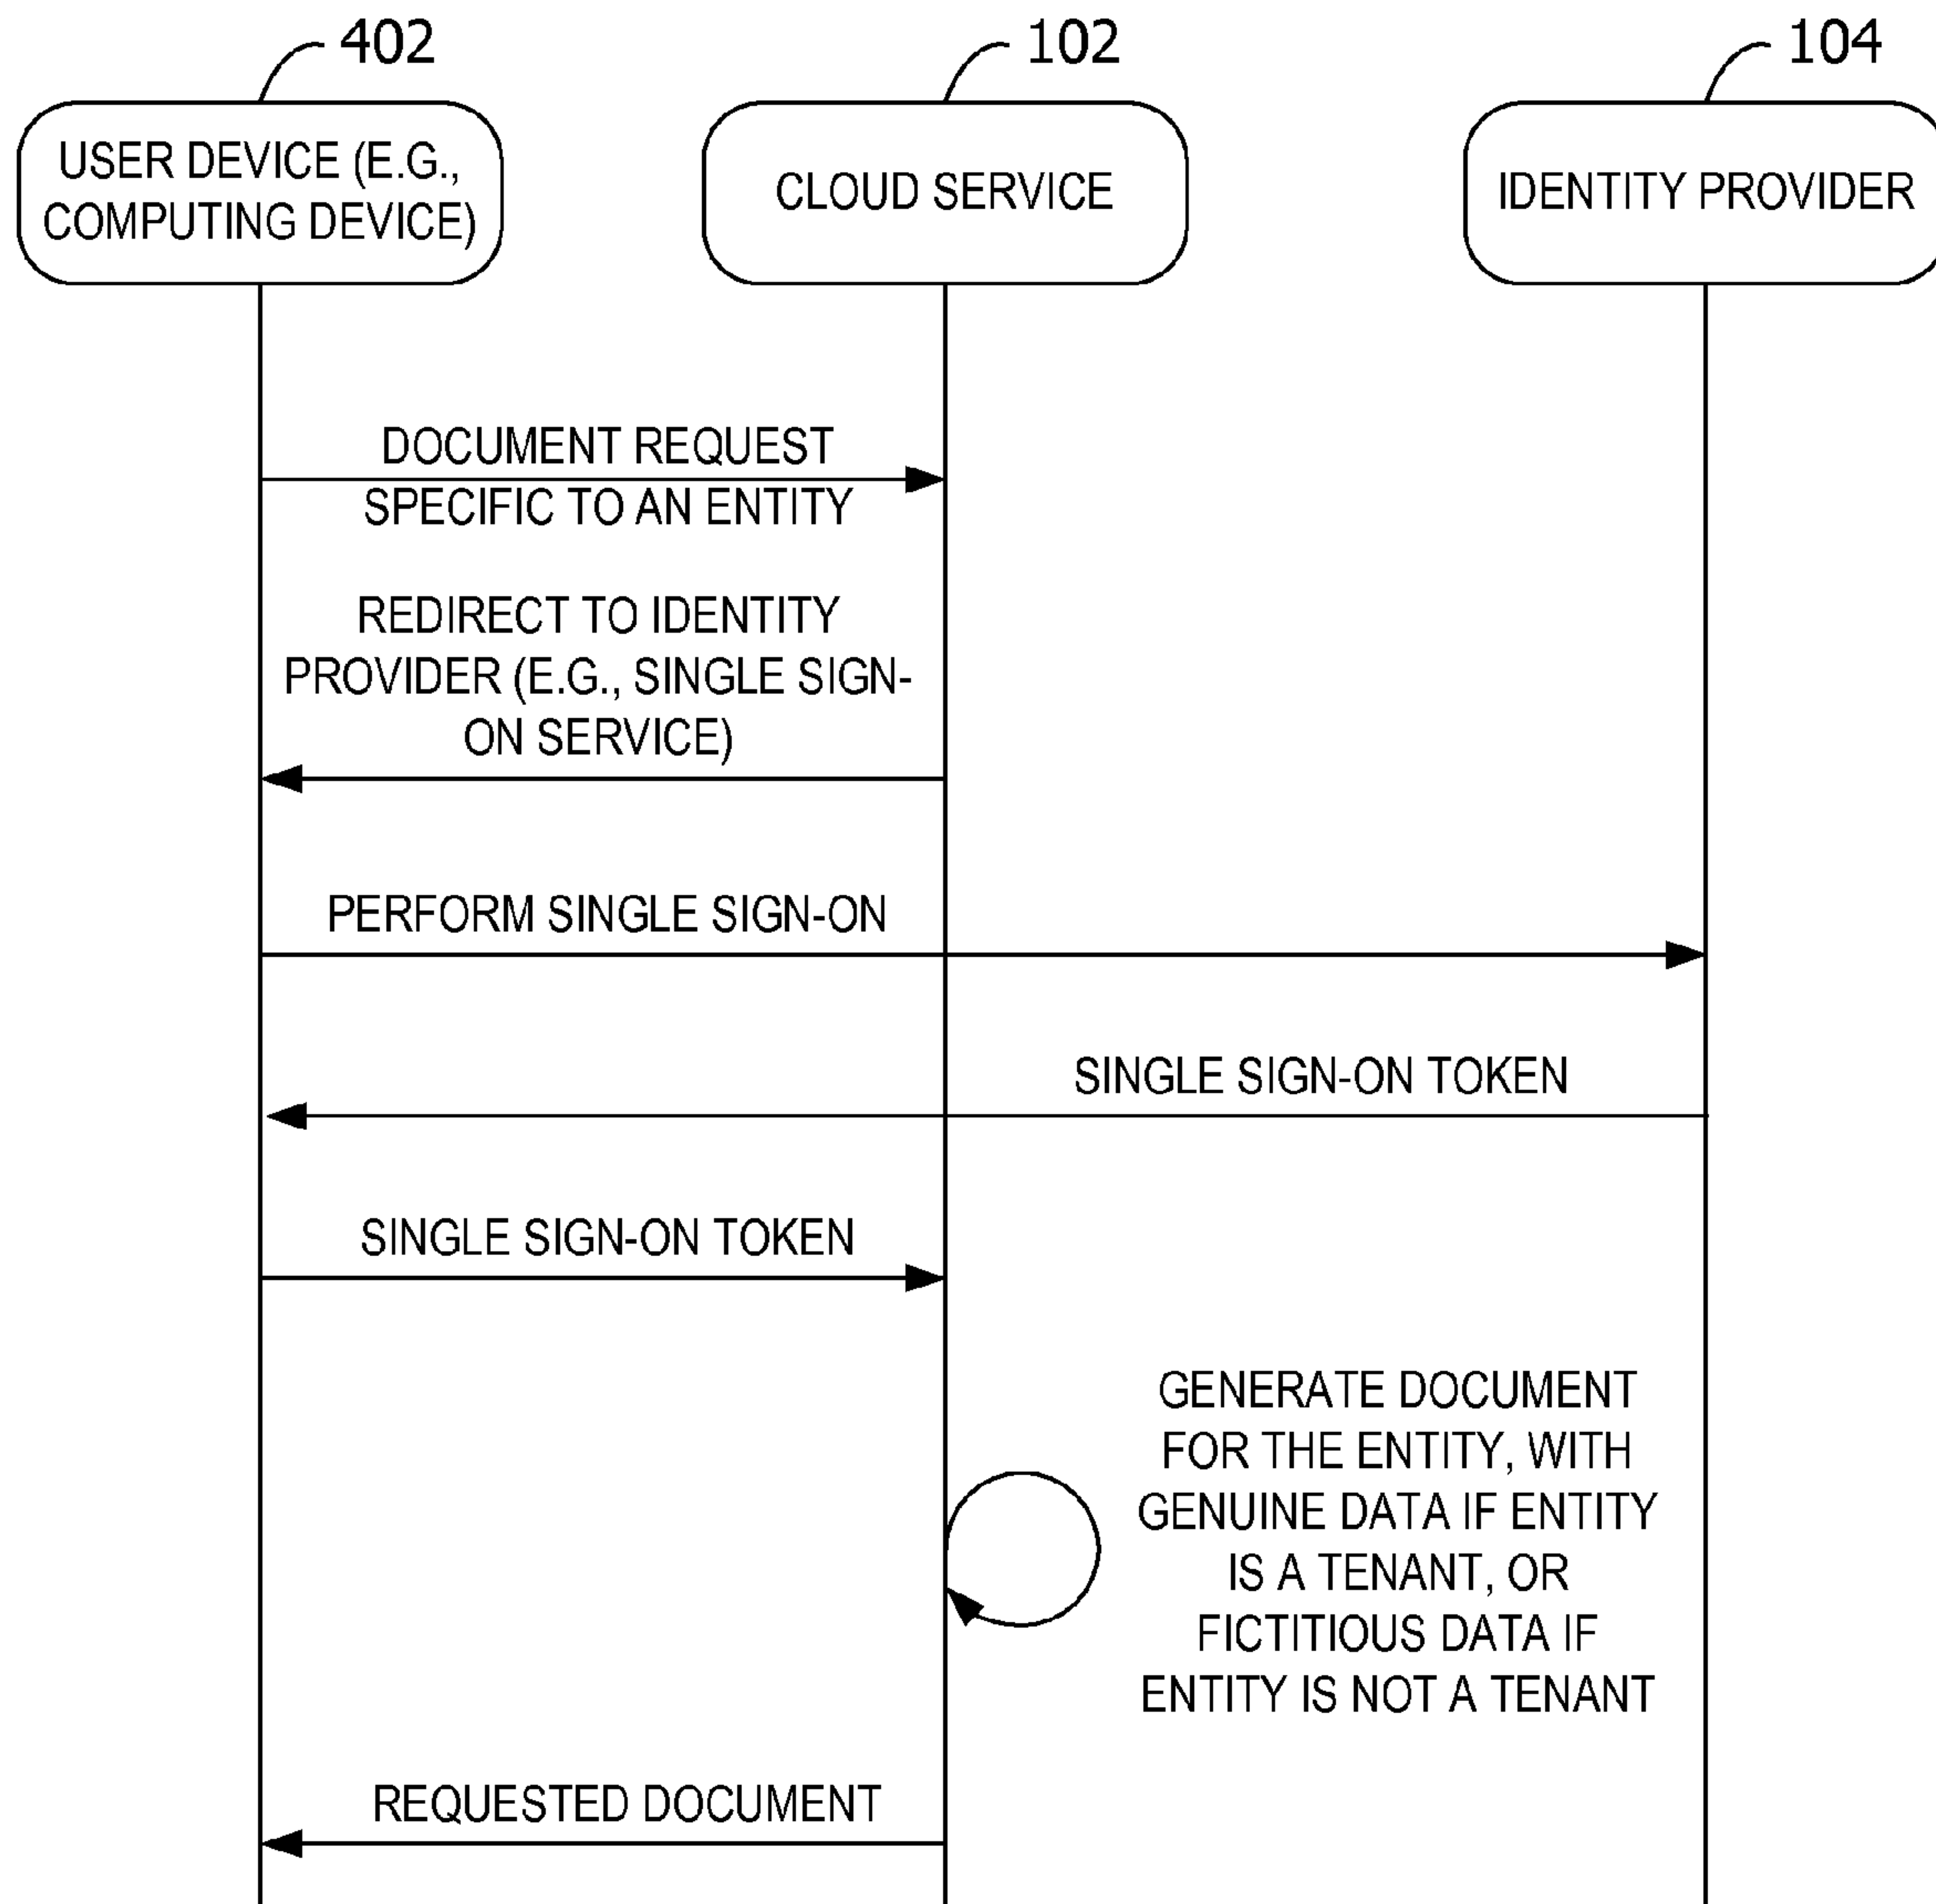 402
102
104
USER DEVICE (E.G.,
COMPUTING DEVICE)
CLOUD SERVICE
IDENTITY PROVIDER
DOCUMENT REQUEST
SPECIFIC TO AN ENTITY
REDIRECT TO IDENTITY
PROVIDER (E.G., SINGLE SIGN-
ON SERVICE)
PERFORM SINGLE SIGN-ON
SINGLE SIGN-ON TOKEN
SINGLE SIGN-ON TOKEN
GENERATE DOCUMENT
FOR THE ENTITY, WITH
GENUINE DATA IF ENTITY
IS A TENANT, OR
FICTITIOUS DATA IF
ENTITY IS NOT A TENANT
REQUESTED DOCUMENT